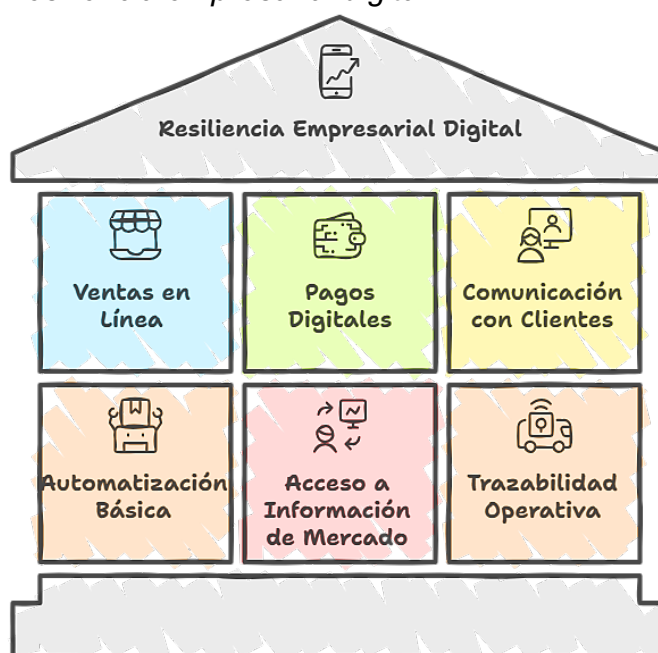 Resiliencia Empresarial Digital
Ventas en
Línea
Pagos
Digitales
Comunicación
con Clientes
Automatización
Básica
Acceso a
Información
de Mercado
Trazabilidad
Operativa